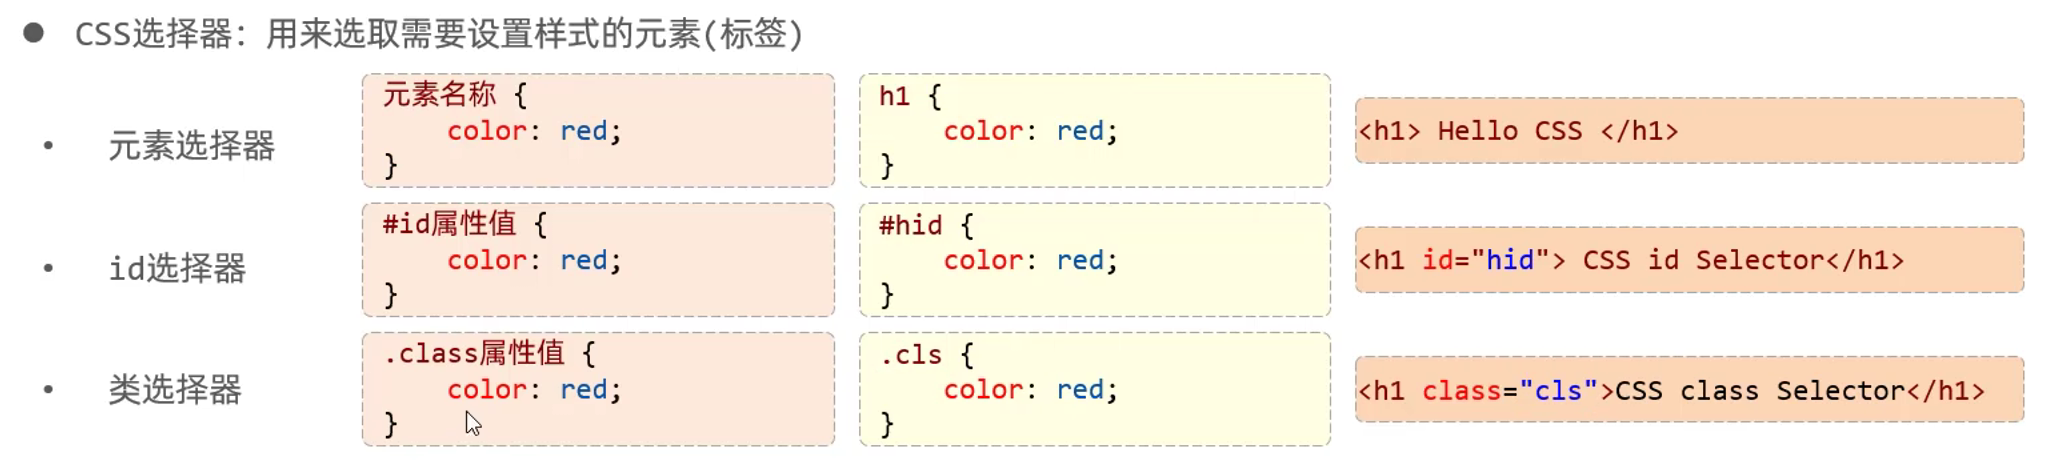 CSS选择器：用来选取需要设置样式的元素(标签)
元素选择器
元素名称 {
color: red;
}
h1 {
color: red;
}
<h1> Hello CSS </h1>
id选择器
#id属性值 {
color: red;
}
#hid {
color: red;
}
<h1 id="hid"> CSS id Selector</h1>
类选择器
.class属性值 {
color: red;
}
.cls {
color: red;
}
<h1 class="cls">CSS class Selector</h1>